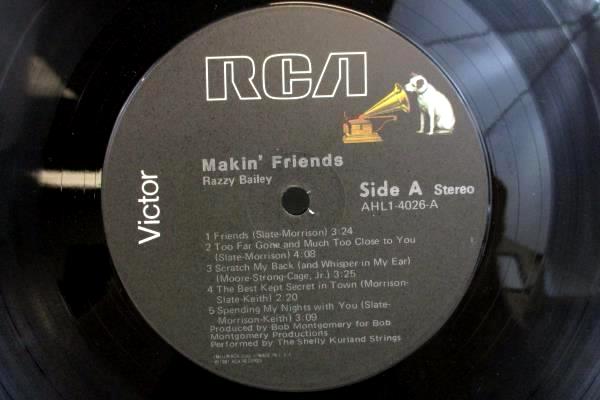 RCA
Victor
Makin' Friends
Razzy Bailey
Side A Stereo
AHL1-4026-A
1 Friends (Slate-Morrison) 3:24
2 Too Far Gone and Much Too Close to You
(Slate-Morrison) 4:08
3 Scratch My Back (and Whisper in My Ear)
(Moore-Strong-Cage, Jr.) 3:25
4 The Best Kept Secret in Town (Morrison-
Slate-Keith) 2:20
5 Spending My Nights with You (Slate-
Morrison-Keith) 3:09
Produced by Bob Montgomery for Bob
Montgomery Productions
Performed by The Shelly Kurland Strings